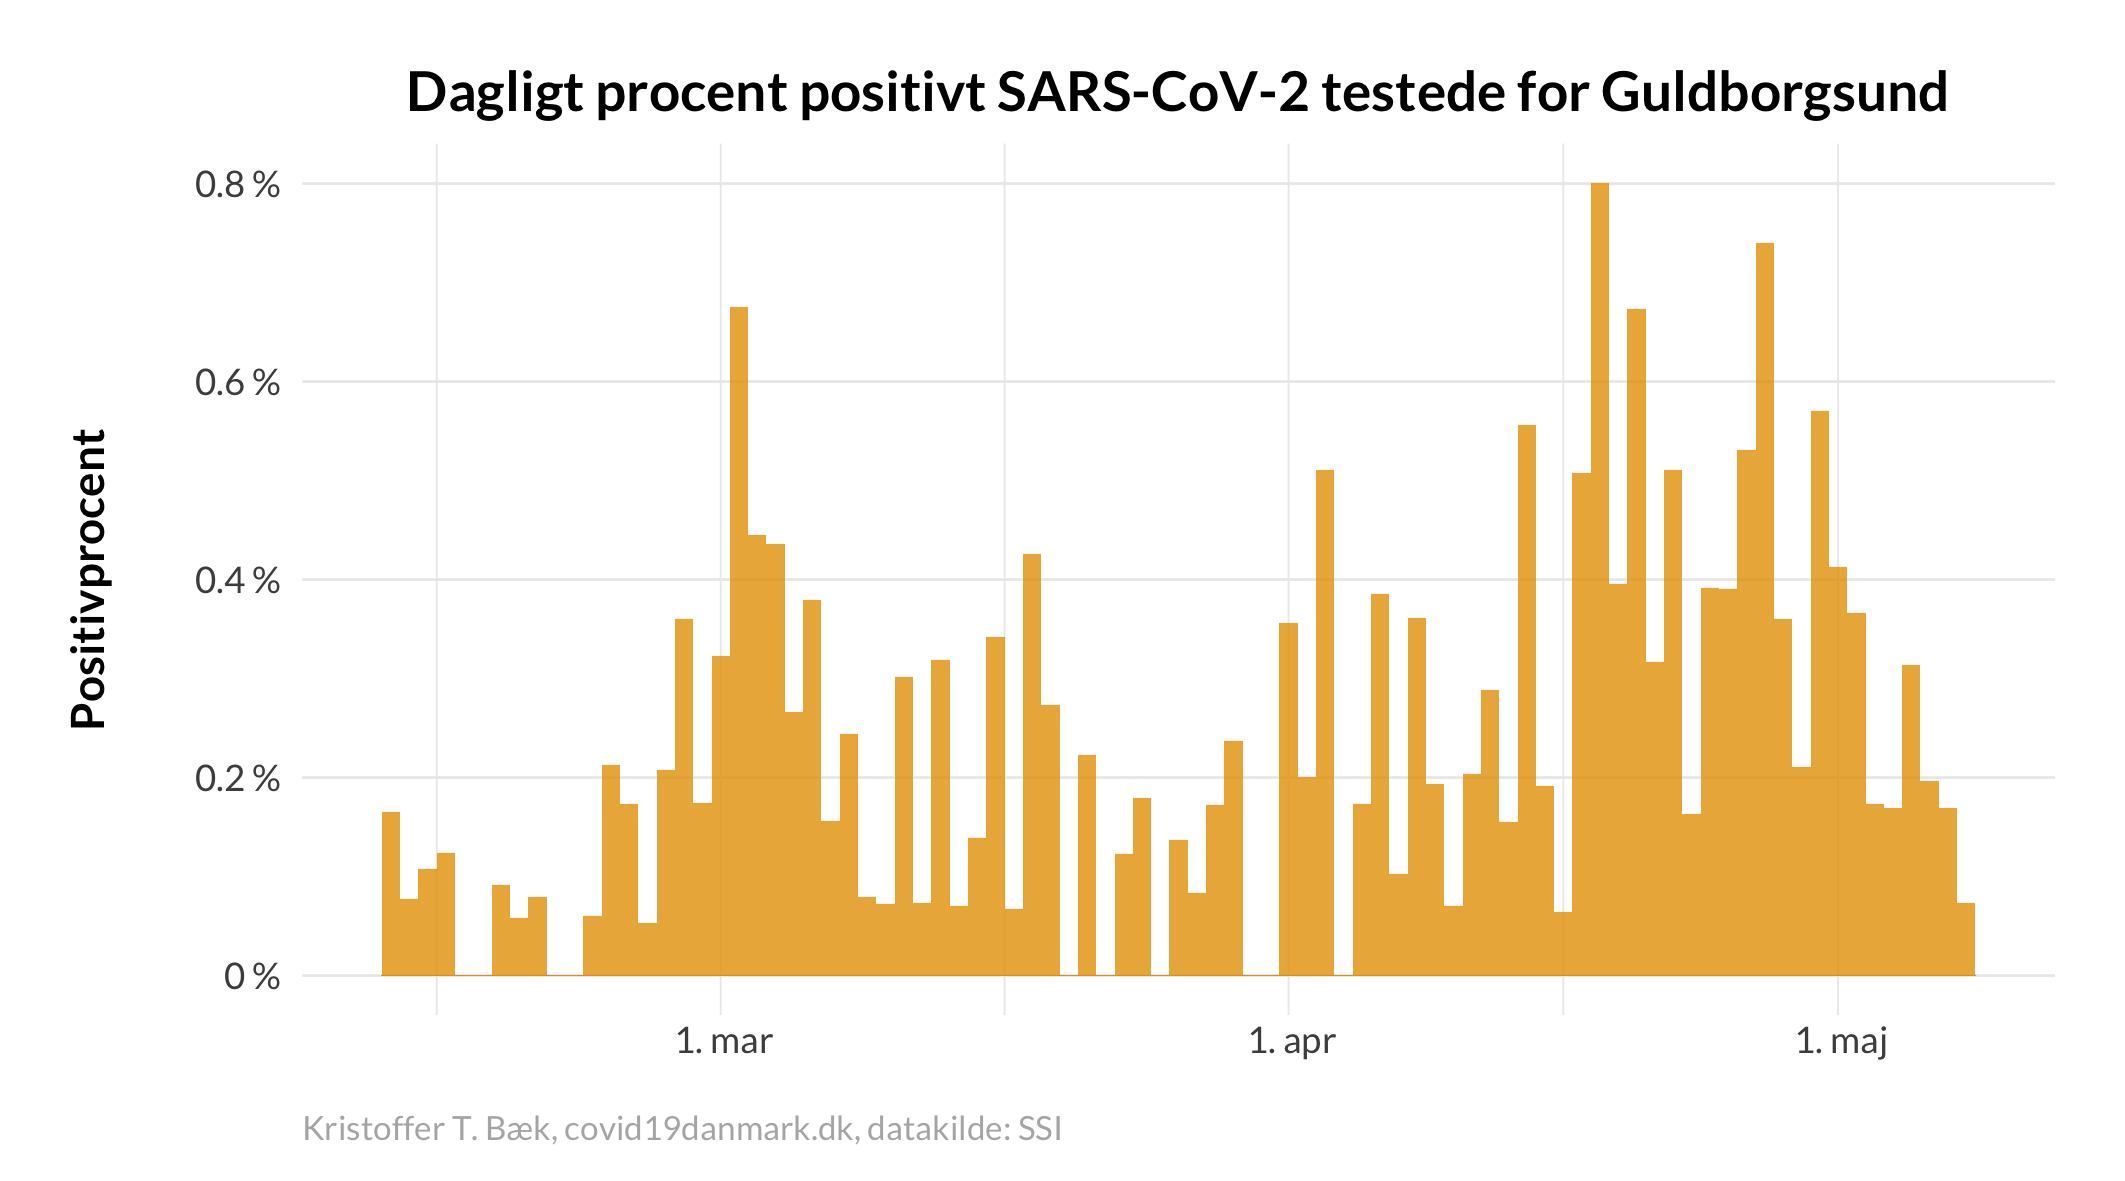 Dagligt procent positivt SARS-CoV-2 testede for Guldborgsund
Positivprocent
0.8 %
0.6 %
0.4 %
0.2 %
0 %
1. mar
1. apr
1. maj
Kristoffer T. Bæk, covid19danmark.dk, datakilde: SSI